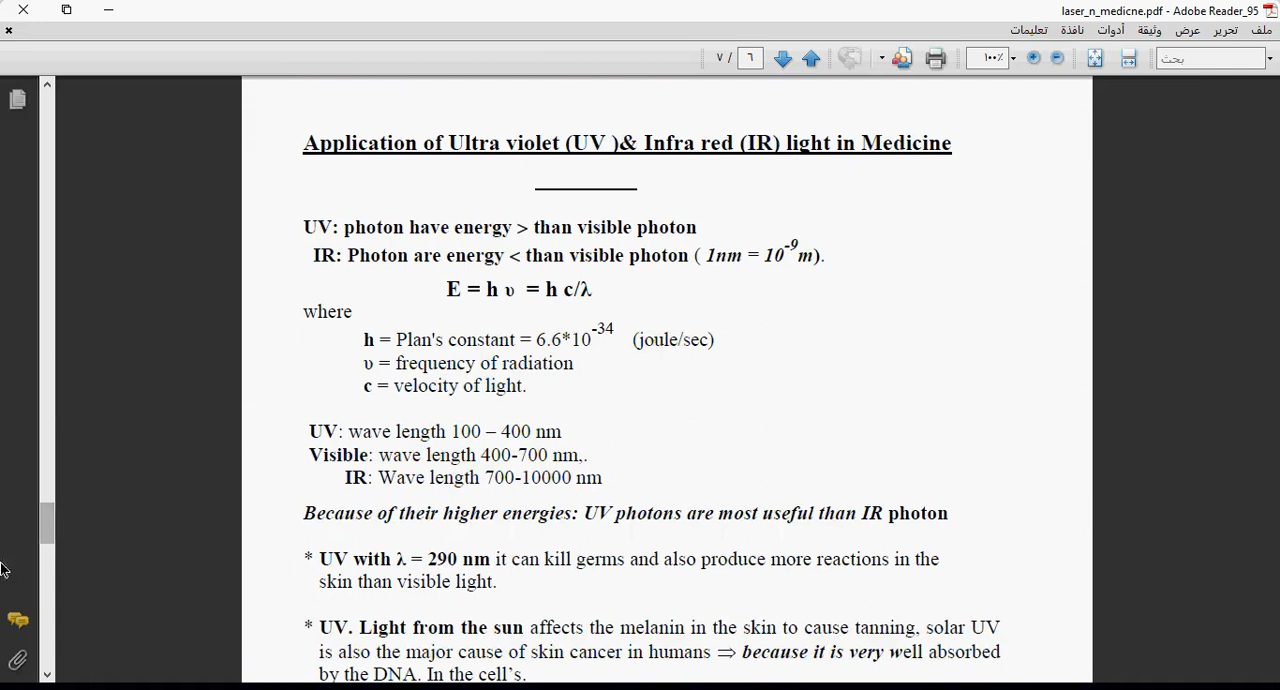 laser_n_medicne.pdf - Adobe Reader_95
ملف تحرير عرض وثيقة أدوات نافذة تعليمات
٦ / ٧
١٠٠٪
بحث
Application of Ultra violet (UV )& Infra red (IR) light in Medicine
UV: photon have energy > than visible photon
IR: Photon are energy < than visible photon ( 1nm = 10⁻⁹m).
E = h υ = h c/λ
where
h = Plan's constant = 6.6*10⁻³⁴ (joule/sec)
υ = frequency of radiation
c = velocity of light.
UV: wave length 100 – 400 nm
Visible: wave length 400-700 nm,.
IR: Wave length 700-10000 nm
Because of their higher energies: UV photons are most useful than IR photon
* UV with λ = 290 nm it can kill germs and also produce more reactions in the
skin than visible light.
* UV. Light from the sun affects the melanin in the skin to cause tanning, solar UV
is also the major cause of skin cancer in humans ⇒ because it is very well absorbed
by the DNA. In the cell's.